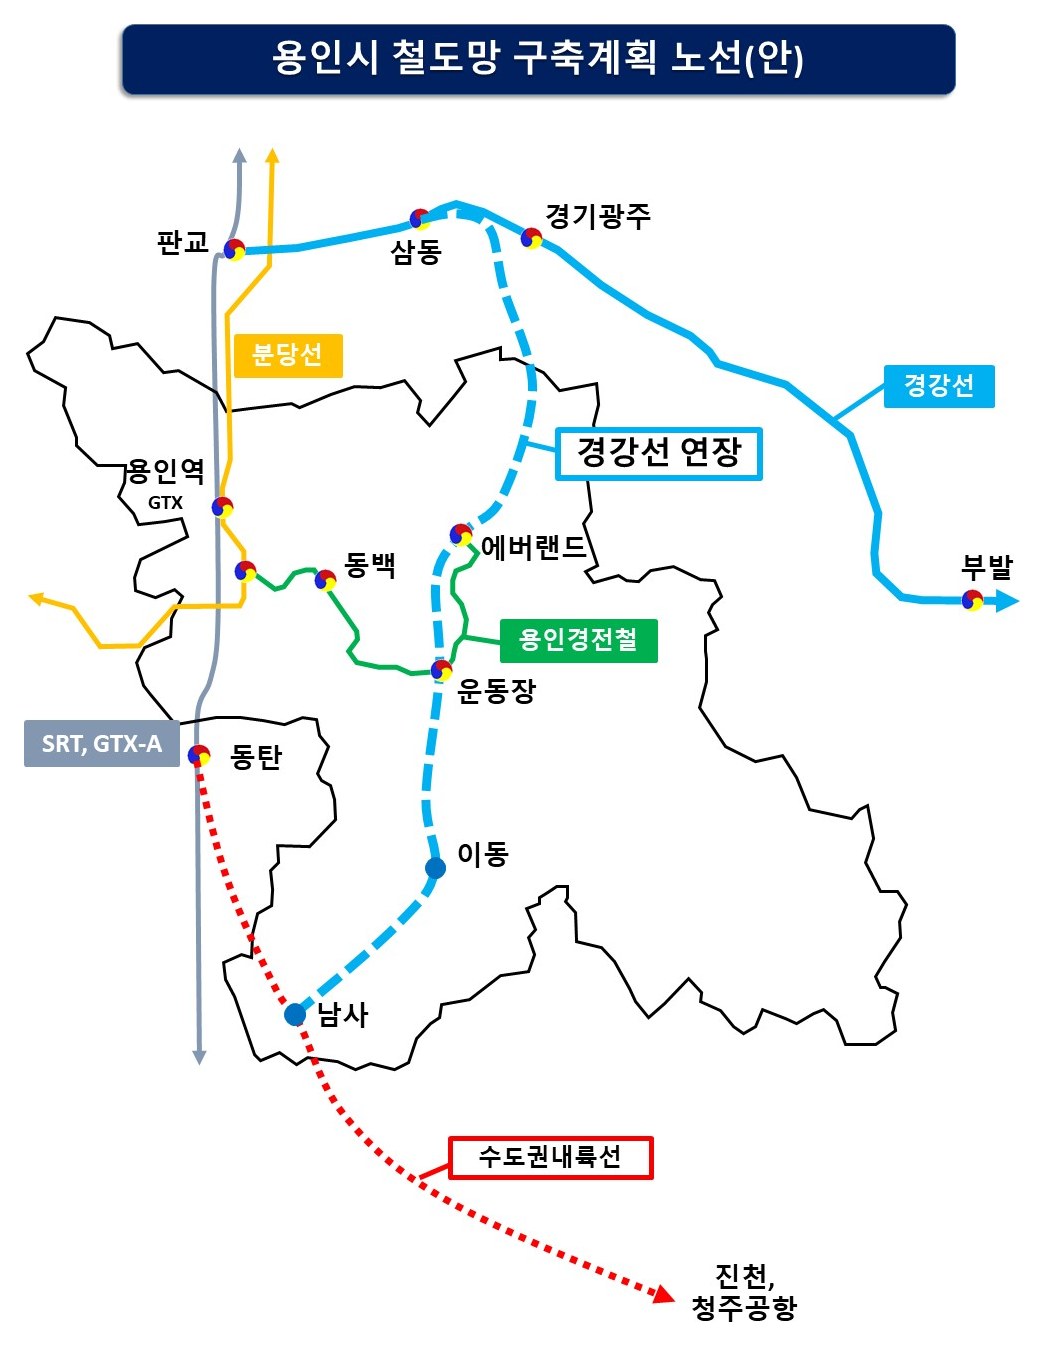 용인시 철도망 구축계획 노선(안)
판교
삼동
경기광주
분당선
경강선
경강선 연장
용인역
GTX
에버랜드
동백
부발
용인경전철
운동장
SRT, GTX-A
동탄
이동
남사
수도권내륙선
진천,
청주공항